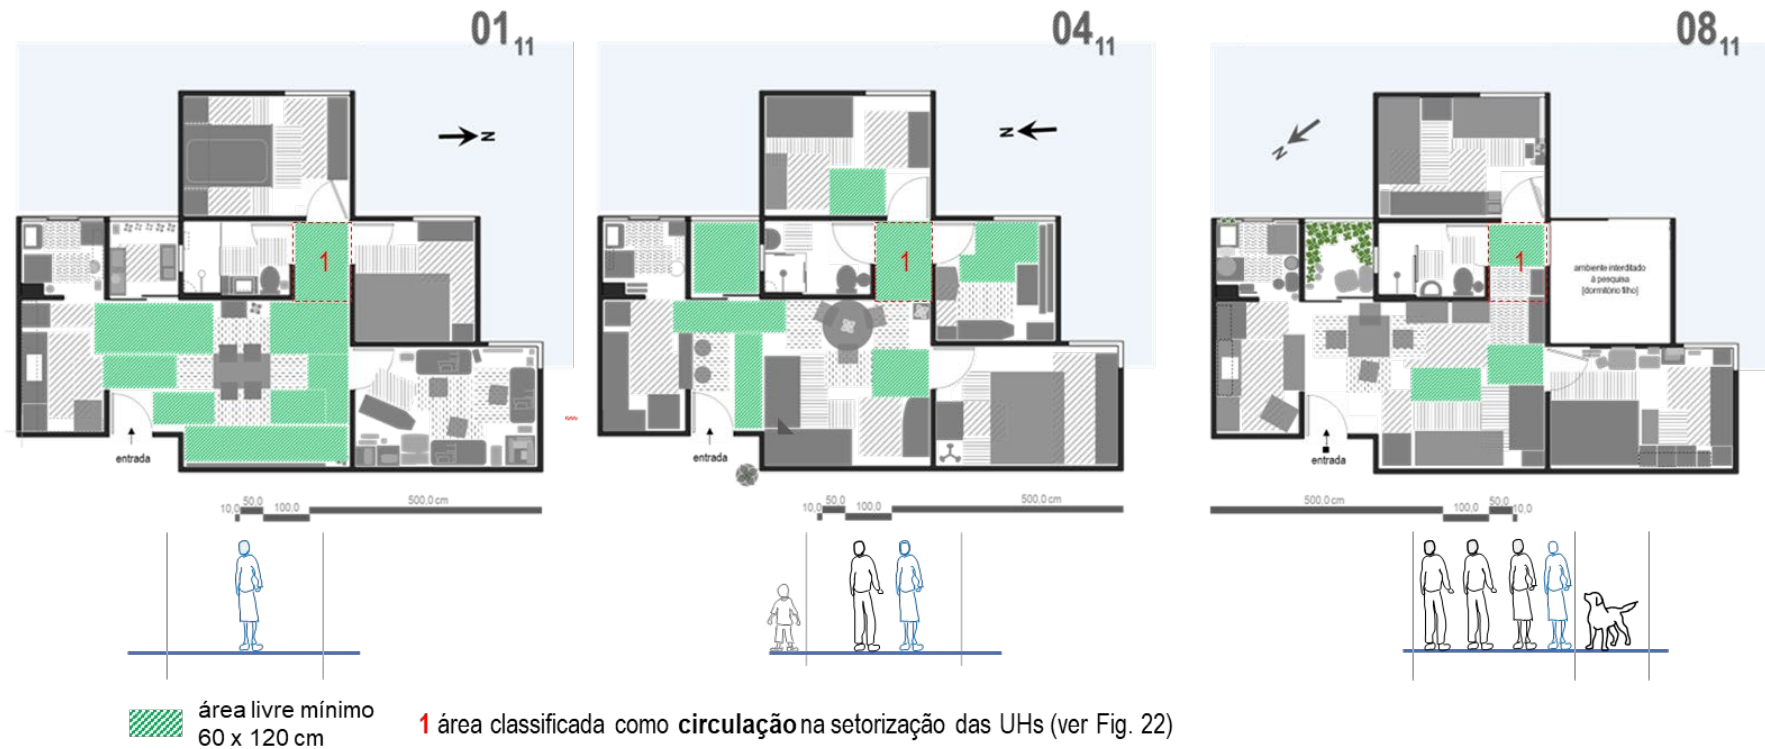 01 11
04 11
08 11
N
N
N
1
1
1
ambiente interditado
à pesquisa
[dormitório filho]
entrada
entrada
entrada
10,0 50,0 100,0 500,0 cm
10,0 50,0 100,0 500,0 cm
500,0 cm 100,0 50,0 10,0
área livre mínimo
60 x 120 cm
1 área classificada como circulação na setorização das UHs (ver Fig. 22)